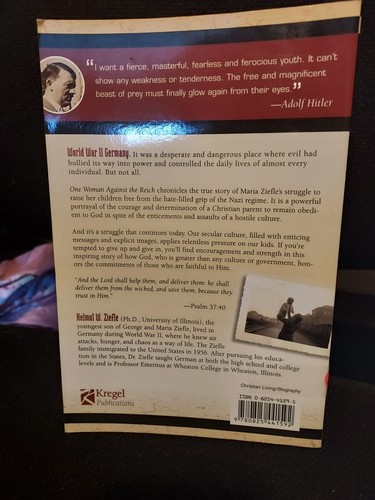 “I want a fierce, masterful, fearless and ferocious youth. It can't
show any weakness or tenderness. The free and magnificent
beast of prey must finally glow again from their eyes.”
—Adolf Hitler
World War II Germany. It was a desperate and dangerous place where evil had
bullied its way into power and controlled the daily lives of almost every
individual. But not all.
One Woman Against the Reich chronicles the true story of Maria Ziefle's struggle to
raise her children free from the hate-filled grip of the Nazi regime. It is a powerful
portrayal of the courage and determination of a Christian parent to remain obedi-
ent to God in spite of the enticements and assaults of a hostile culture.
And it's a struggle that continues today. Our secular culture, filled with enticing
messages and explicit images, applies relentless pressure on our kids. If you're
tempted to give up and give in, you'll find encouragement and strength in this
inspiring story of how God, who is greater than any culture or government, hon-
ors the commitments of those who are faithful to Him.
"And the Lord shall help them, and deliver them: he shall
deliver them from the wicked, and save them, because they
trust in Him."
—Psalm 37:40
Helmut W. Ziefle (Ph.D., University of Illinois), the
youngest son of George and Maria Ziefle, lived in
Germany during World War II, where he knew air
attacks, hunger, and chaos as a way of life. The Ziefle
family immigrated to the United States in 1956. After pursuing his educa-
tion in the States, Dr. Ziefle taught German at both the high school and college
levels and is Professor Emeritus at Wheaton College in Wheaton, Illinois.
Christian Living/Biography
Kregel
Publications
ISBN 0-8254-4159-5
9 780825 441592